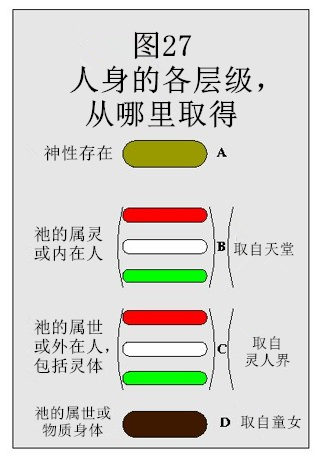 图27
人身的各层级，
从哪里取得
神性存在 A
祂的属灵
或内在人
B 取自天堂
祂的属世
或外在人，
包括灵体
C 取自
灵人界
祂的属世或
物质身体
D 取自童女